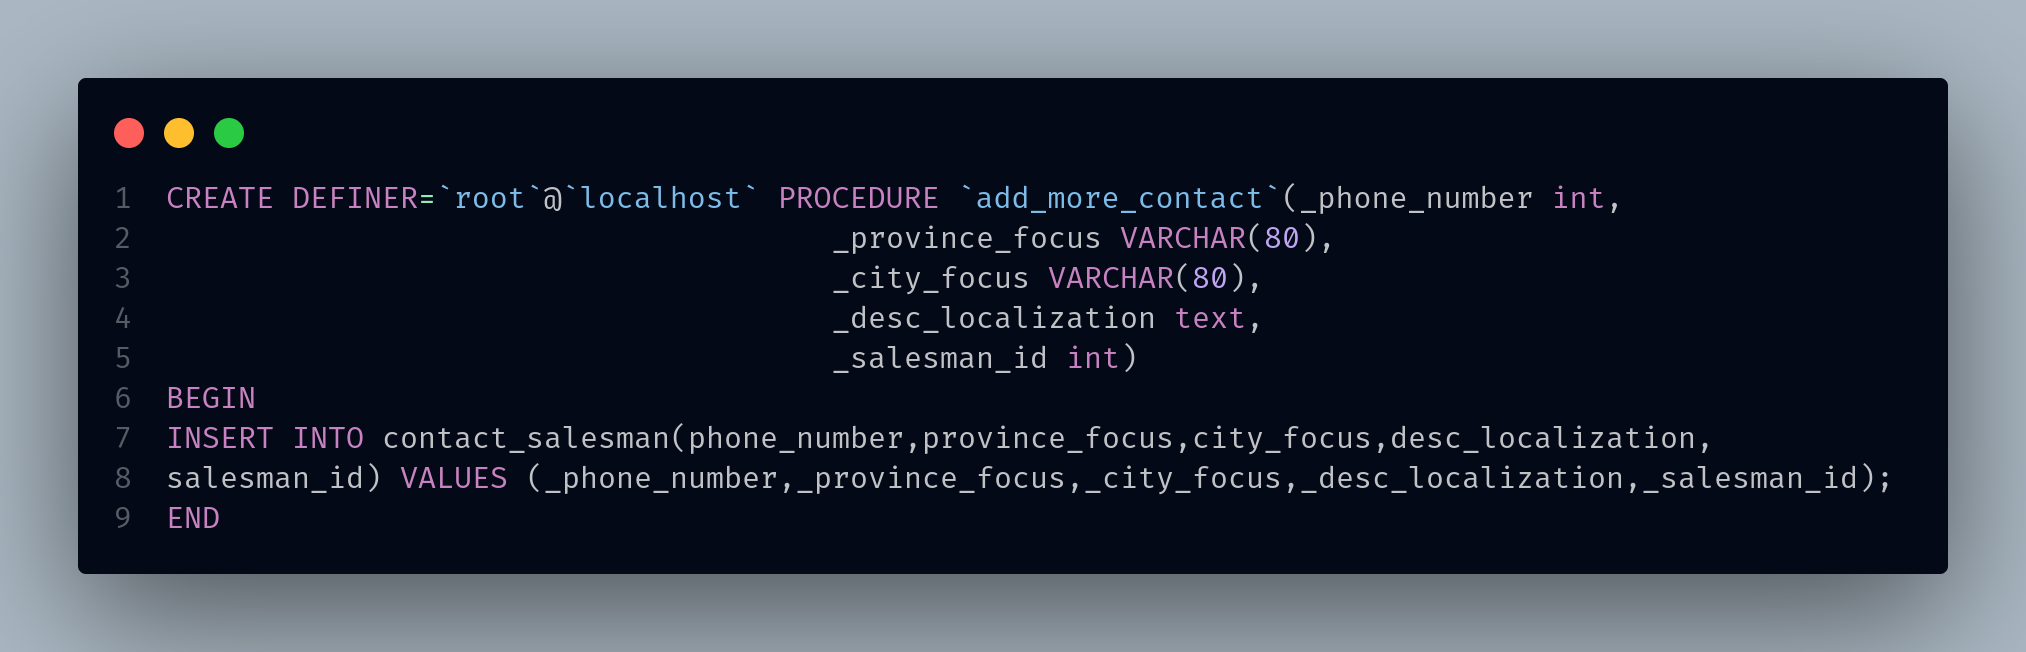 1 CREATE DEFINER=`root`@`localhost` PROCEDURE `add_more_contact`(_phone_number int,
2 _province_focus VARCHAR(80),
3 _city_focus VARCHAR(80),
4 _desc_localization text,
5 _salesman_id int)
6 BEGIN
7 INSERT INTO contact_salesman(phone_number,province_focus,city_focus,desc_localization,
8 salesman_id) VALUES (_phone_number,_province_focus,_city_focus,_desc_localization,_salesman_id);
9 END